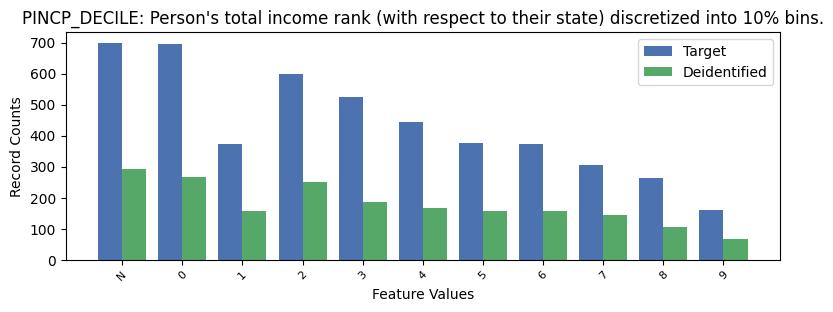 PINCP_DECILE: Person's total income rank (with respect to their state) discretized into 10% bins.
700
600
500
400
300
200
100
0
Record Counts
Target
Deidentified
N 0 1 2 3 4 5 6 7 8 9
Feature Values